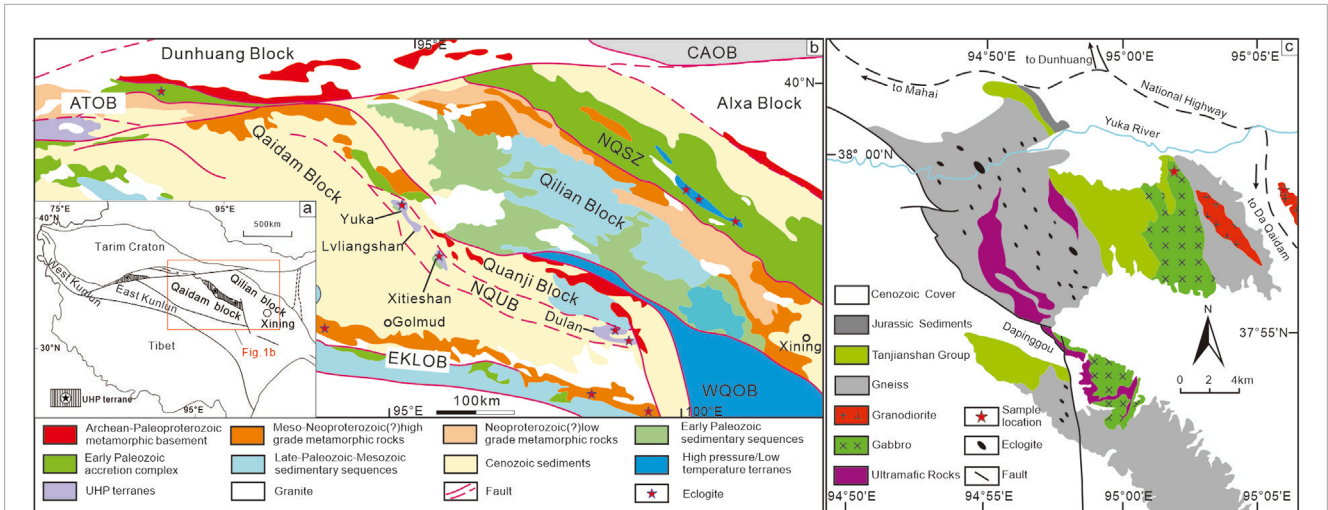 b
95°E
Dunhuang Block
CAOB
40°N
ATOB
Alxa Block
NQSZ
Qaidam Block
Qilian Block
Yuka
Lvliangshan
Quanji Block
NQUB
Xitieshan
Dulan
Golmud
Xining
EKLOB
WQOB
95°E
100km
100°E
a
75°E
95°E
40°N
500km
Tarim Craton
West Kunlun
East Kunlun
Qaidam block
Qilian block
Xining
Tibet
Fig.1b
30°N
UHP terrane
95°E
Archean-Paleoproterozoic
metamorphic basement
Meso-Neoproterozoic(?)high
grade metamorphic rocks
Neoproterozoic(?)low
grade metamorphic rocks
Early Paleozoic
sedimentary sequences
Early Paleozoic
accretion complex
Late-Paleozoic-Mesozoic
sedimentary sequences
Cenozoic sediments
High pressure/Low
temperature terranes
UHP terranes
Granite
Fault
Eclogite
c
94°50'E
95°00'E
95°05'E
to Dunhuang
to Mahai
National Highway
Yuka River
38° 00'N
to Da Qaidam
Cenozoic Cover
Jurassic Sediments
Tanjianshan Group
Gneiss
Granodiorite
Gabbro
Ultramafic Rocks
Sample
location
Eclogite
Fault
Dapinggou
N
37°55'N
0 2 4km
94°50'E
94°55'E
95°00'E
95°05'E